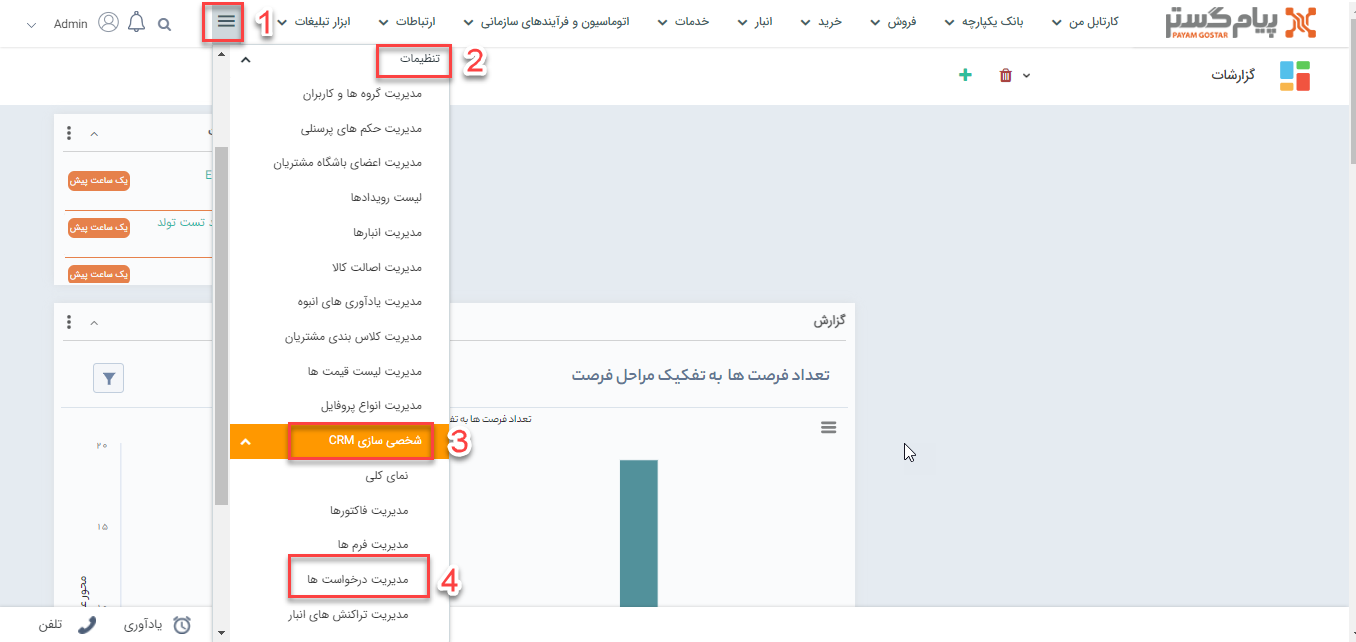 پیام گستر
PAYAM GOSTAR
کارتابل من
بانک یکپارچه
فروش
خرید
انبار
خدمات
اتوماسیون و فرآیندهای سازمانی
ارتباطات
ابزار تبلیغات
1
Admin
گزارشات
تنظیمات
2
مدیریت گروه ها و کاربران
مدیریت حکم های پرسنلی
مدیریت اعضای باشگاه مشتریان
لیست رویدادها
مدیریت انبارها
مدیریت اصالت کالا
مدیریت یادآوری های انبوه
مدیریت کلاس بندی مشتریان
مدیریت لیست قیمت ها
مدیریت انواع پروفایل
شخصی سازی CRM
3
نمای کلی
مدیریت فاکتورها
مدیریت فرم ها
مدیریت درخواست ها
4
مدیریت تراکنش های انبار
E
یک ساعت پیش
تست تولد
یک ساعت پیش
یک ساعت پیش
گزارش
تعداد فرصت ها به تفکیک مراحل فرصت
تعداد فرصت ها به تف
۲۰
۱۵
محور
یادآوری
تلفن